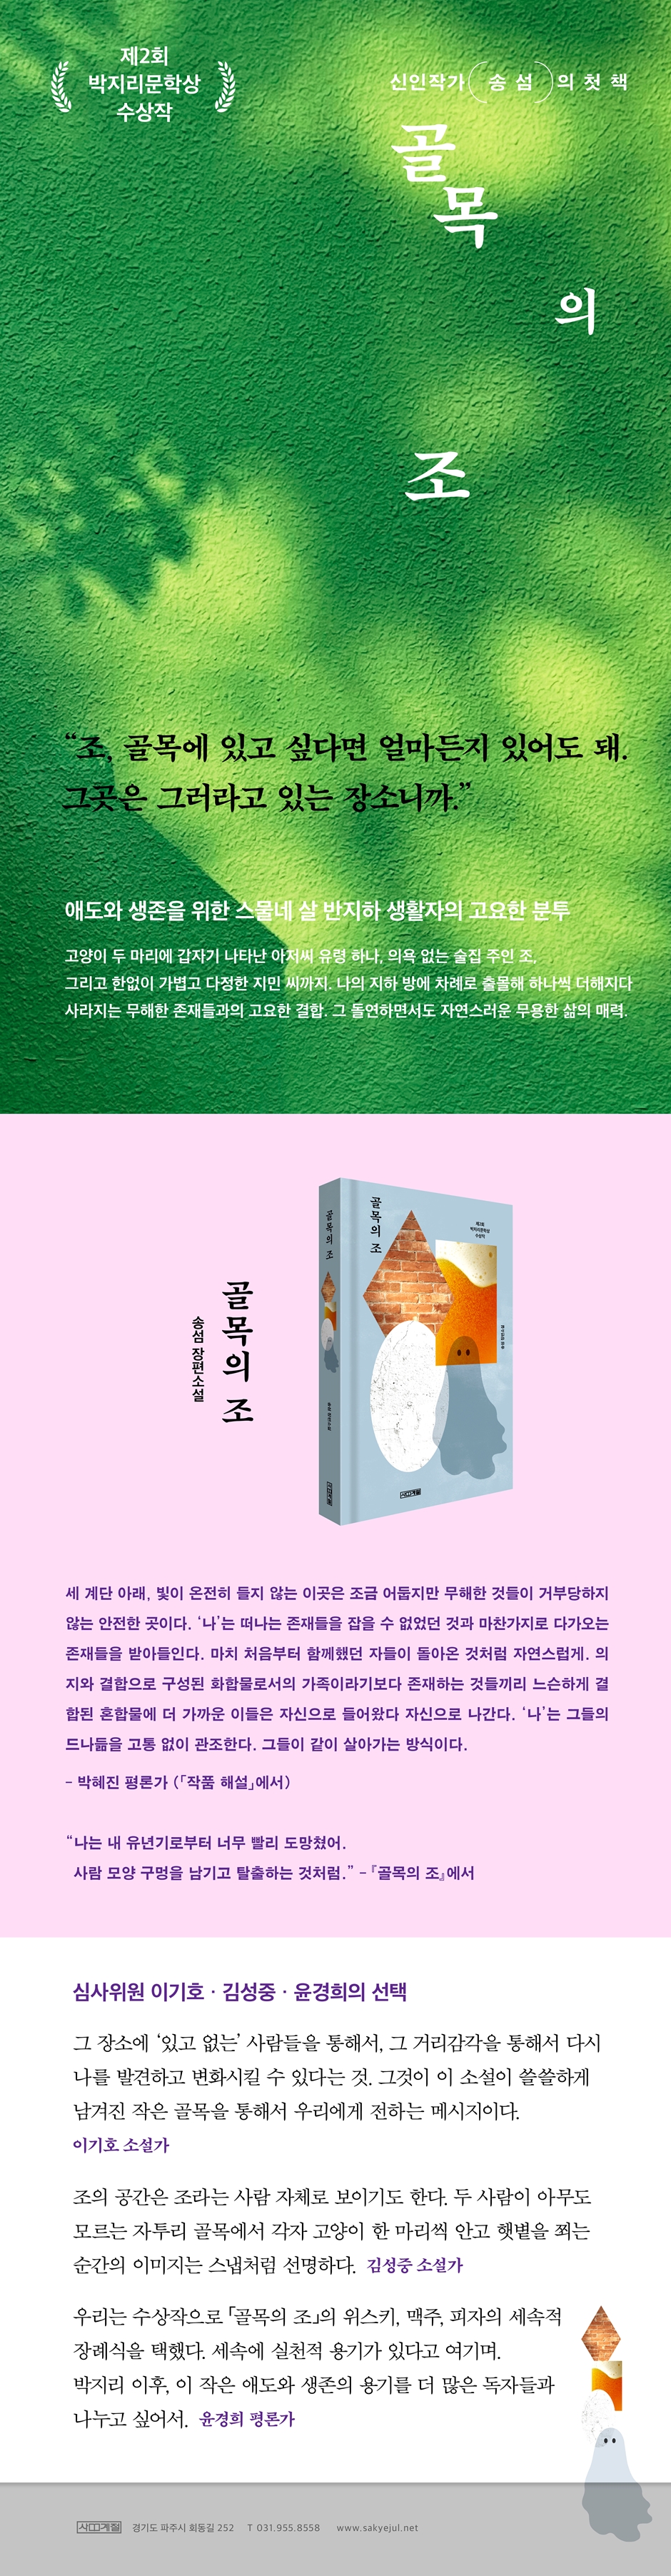 제2회
박지리문학상
수상작
신인작가 송 섬 의 첫 책
골
목
의
조
“조, 골목에 있고 싶다면 얼마든지 있어도 돼.
그곳은 그러라고 있는 장소니까.”
애도와 생존을 위한 스물네 살 반지하 생활자의 고요한 분투
고양이 두 마리에 갑자기 나타난 아저씨 유령 하나, 의욕 없는 술집 주인 조,
그리고 한없이 가볍고 다정한 지민 씨까지. 나의 지하 방에 차례로 출몰해 하나씩 더해지다
사라지는 무해한 존재들과의 고요한 결합. 그 돌연하면서도 자연스러운 무용한 삶의 매력.
골목의 조
송섬 장편소설
골목의 조
골목의 조
제2회
박지리문학상
수상작
사계절
사계절
세 계단 아래, 빛이 온전히 들지 않는 이곳은 조금 어둡지만 무해한 것들이 거부당하지
않는 안전한 곳이다. ‘나’는 떠나는 존재들을 잡을 수 없었던 것과 마찬가지로 다가오는
존재들을 받아들인다. 마치 처음부터 함께했던 자들이 돌아온 것처럼 자연스럽게. 의
지와 결합으로 구성된 화합물로서의 가족이라기보다 존재하는 것들끼리 느슨하게 결
합된 혼합물에 더 가까운 이들은 자신으로 들어왔다 자신으로 나간다. ‘나’는 그들의
드나듦을 고통 없이 관조한다. 그들이 같이 살아가는 방식이다.
- 박혜진 평론가 (「작품 해설」에서)
“나는 내 유년기로부터 너무 빨리 도망쳤어.
사람 모양 구멍을 남기고 탈출하는 것처럼.” -『골목의 조』에서
심사위원 이기호 · 김성중 · 윤경희의 선택
그 장소에 ‘있고 없는’ 사람들을 통해서, 그 거리감각을 통해서 다시
나를 발견하고 변화시킬 수 있다는 것. 그것이 이 소설이 쓸쓸하게
남겨진 작은 골목을 통해서 우리에게 전하는 메시지이다.
이기호 소설가
조의 공간은 조라는 사람 자체로 보이기도 한다. 두 사람이 아무도
모르는 자투리 골목에서 각자 고양이 한 마리씩 안고 햇볕을 쬐는
순간의 이미지는 스냅처럼 선명하다. 김성중 소설가
우리는 수상작으로 「골목의 조」의 위스키, 맥주, 피자의 세속적
장례식을 택했다. 세속에 실천적 용기가 있다고 여기며.
박지리 이후, 이 작은 애도와 생존의 용기를 더 많은 독자들과
나누고 싶어서. 윤경희 평론가
사계절 경기도 파주시 회동길 252 T 031.955.8558 www.sakyejul.net